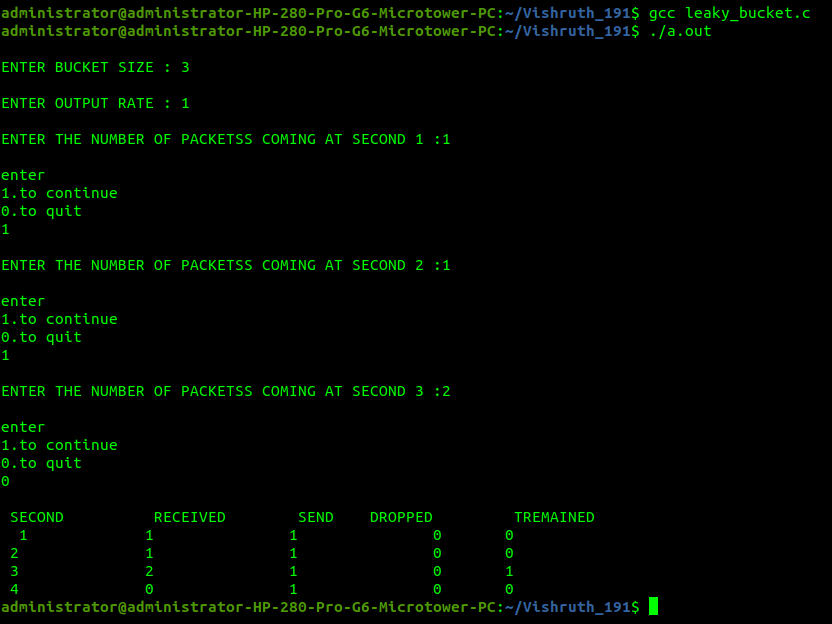 administrator@administrator-HP-280-Pro-G6-Microtower-PC:~/Vishruth_191$ gcc leaky_bucket.c
administrator@administrator-HP-280-Pro-G6-Microtower-PC:~/Vishruth_191$ ./a.out
ENTER BUCKET SIZE : 3
ENTER OUTPUT RATE : 1
ENTER THE NUMBER OF PACKETSS COMING AT SECOND 1 :1
enter
1.to continue
0.to quit
1
ENTER THE NUMBER OF PACKETSS COMING AT SECOND 2 :1
enter
1.to continue
0.to quit
1
ENTER THE NUMBER OF PACKETSS COMING AT SECOND 3 :2
enter
1.to continue
0.to quit
0
SECOND RECEIVED SEND DROPPED TREMAINED
1 1 1 0 0
2 1 1 0 0
3 2 1 0 1
4 0 1 0 0
administrator@administrator-HP-280-Pro-G6-Microtower-PC:~/Vishruth_191$